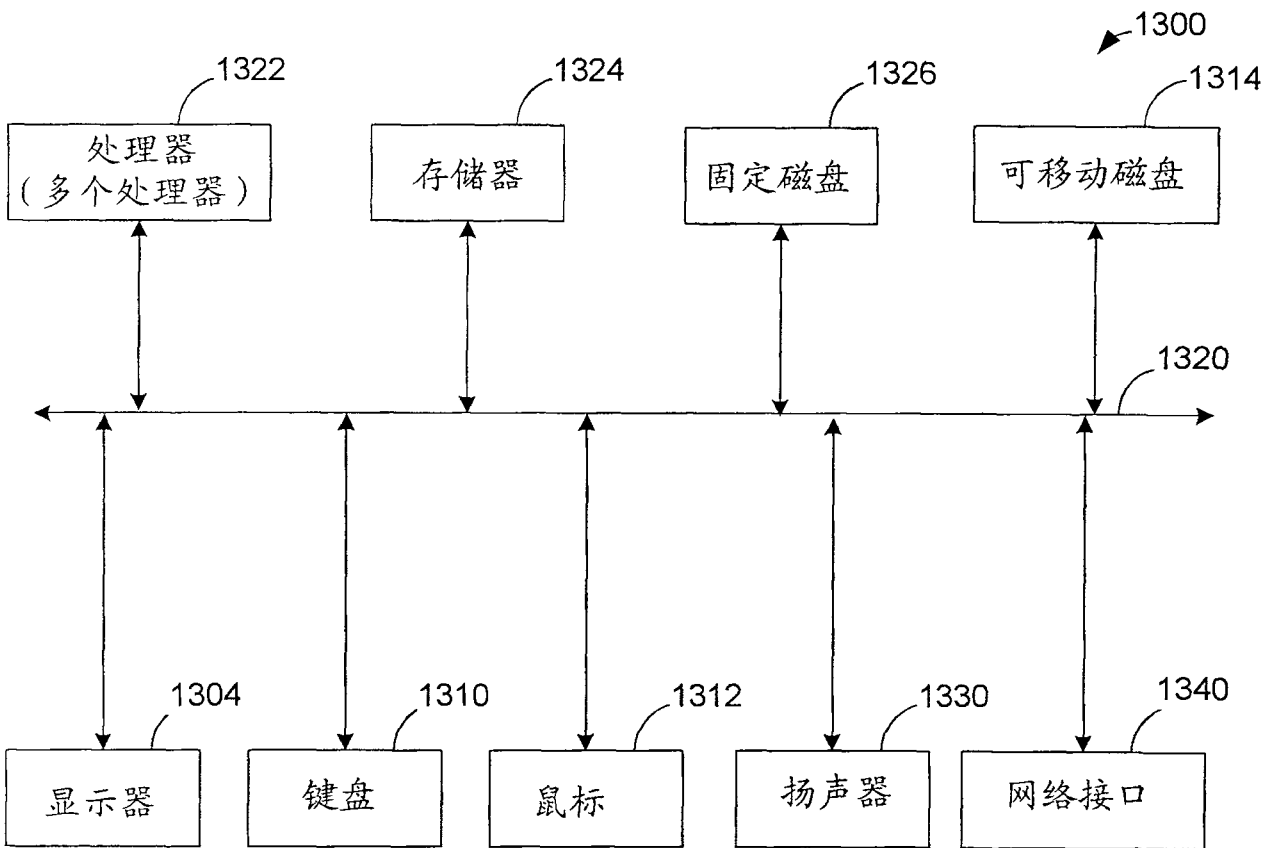 1300
1322
1324
1326
1314
处理器
(多个处理器)
存储器
固定磁盘
可移动磁盘
1320
1304
1310
1312
1330
1340
显示器
键盘
鼠标
扬声器
网络接口